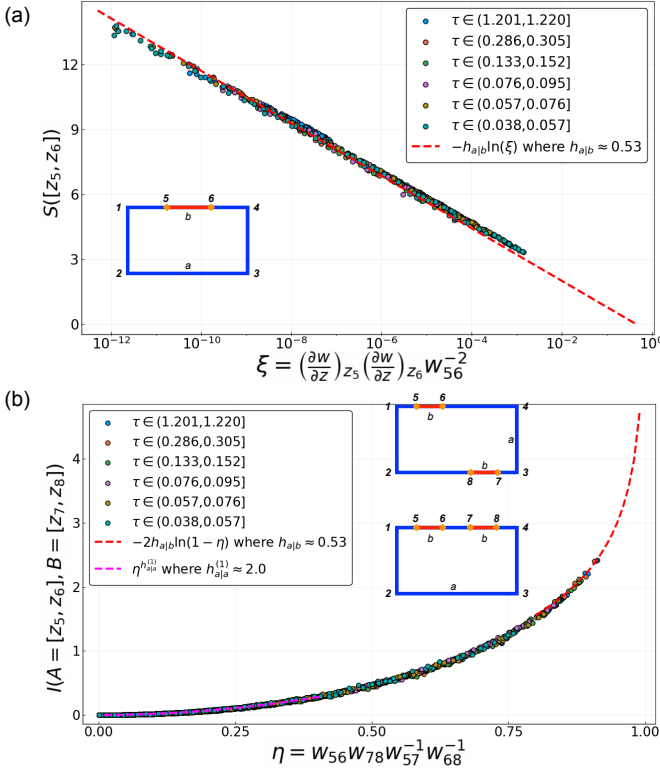 (a)
S([z₅, z₆])
12
9
6
3
0
τ ∈ (1.201,1.220]
τ ∈ (0.286,0.305]
τ ∈ (0.133,0.152]
τ ∈ (0.076,0.095]
τ ∈ (0.057,0.076]
τ ∈ (0.038,0.057]
−hₐ|b ln(ξ) where hₐ|b ≈ 0.53
1 5 6 4
b
a
2 3
10⁻¹² 10⁻¹⁰ 10⁻⁸ 10⁻⁶ 10⁻⁴ 10⁻² 10⁰
ξ = (∂w/∂z)_z₅ (∂w/∂z)_z₆ w₅₆⁻²
(b)
I(A = [z₅, z₆], B = [z₇, z₈])
4
3
2
1
0
τ ∈ (1.201,1.220]
τ ∈ (0.286,0.305]
τ ∈ (0.133,0.152]
τ ∈ (0.076,0.095]
τ ∈ (0.057,0.076]
τ ∈ (0.038,0.057]
−2hₐ|b ln(1 − η) where hₐ|b ≈ 0.53
η^{h_{a|a}^{(1)}} where h_{a|a}^{(1)} ≈ 2.0
1 5 6 4
b
a
b
2 8 7 3
1 5 6 7 8 4
b b
a
2 3
0.00 0.25 0.50 0.75 1.00
η = w₅₆w₇₈w₅₇⁻¹w₆₈⁻¹